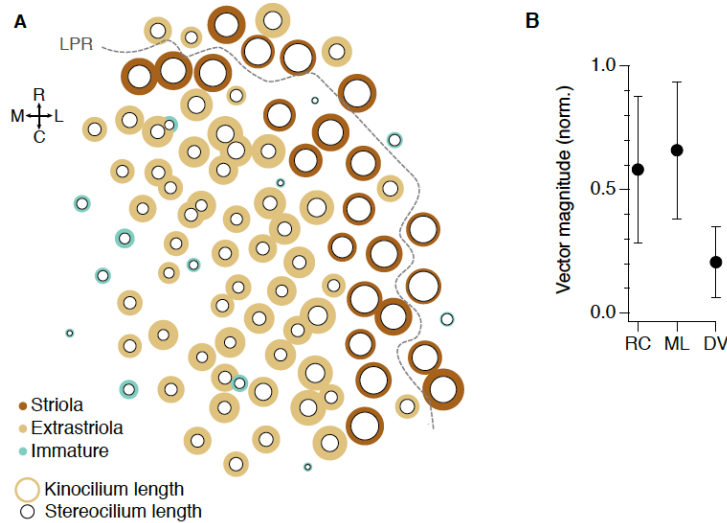 A
LPR
R
M L
C
Striola
Extrastriola
Immature
Kinocilium length
Stereocilium length
B
Vector magnitude (norm.)
1.0
0.5
0.0
RC ML DV